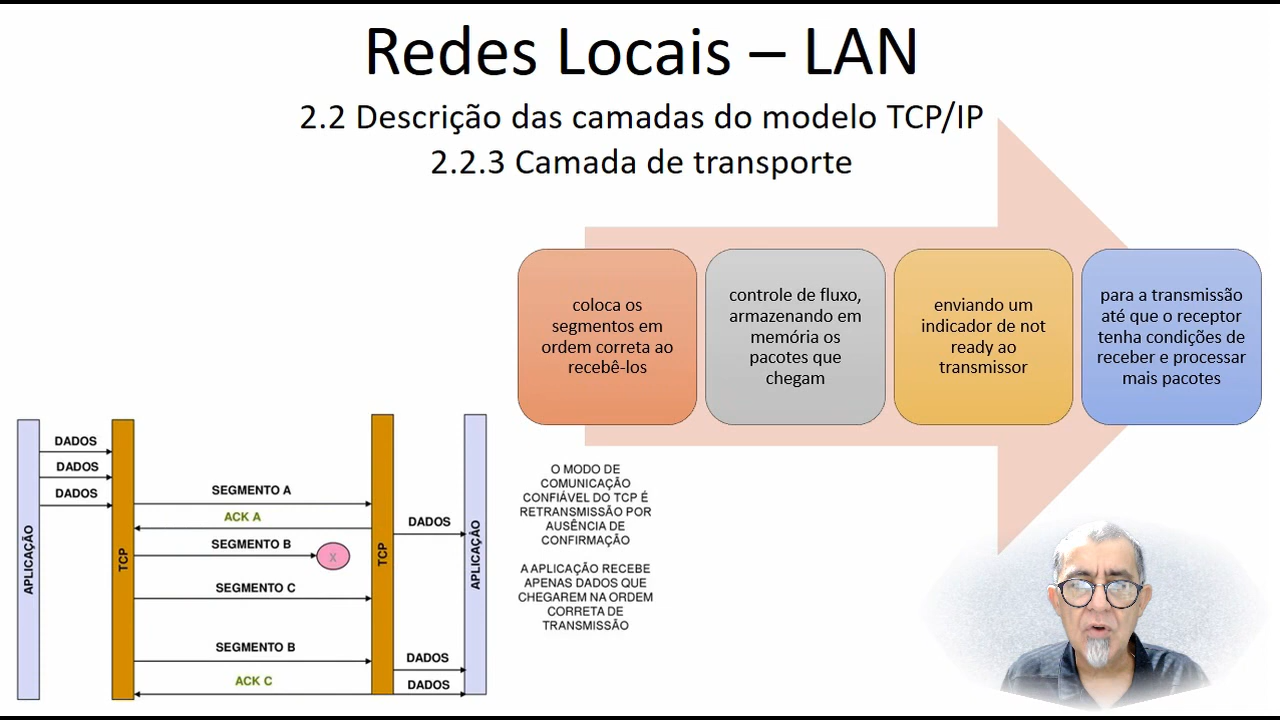 Redes Locais – LAN
2.2 Descrição das camadas do modelo TCP/IP
2.2.3 Camada de transporte
coloca os
segmentos em
ordem correta ao
recebê-los
controle de fluxo,
armazenando em
memória os
pacotes que
chegam
enviando um
indicador de not
ready ao
transmissor
para a transmissão
até que o receptor
tenha condições de
receber e processar
mais pacotes
APLICAÇÃO
DADOS
DADOS
DADOS
TCP
SEGMENTO A
ACK A
SEGMENTO B
X
SEGMENTO C
SEGMENTO B
ACK C
TCP
DADOS
DADOS
DADOS
APLICAÇÃO
O MODO DE
COMUNICAÇÃO
CONFIÁVEL DO TCP É
RETRANSMISSÃO POR
AUSÊNCIA DE
CONFIRMAÇÃO
A APLICAÇÃO RECEBE
APENAS DADOS QUE
CHEGAREM NA ORDEM
CORRETA DE
TRANSMISSÃO